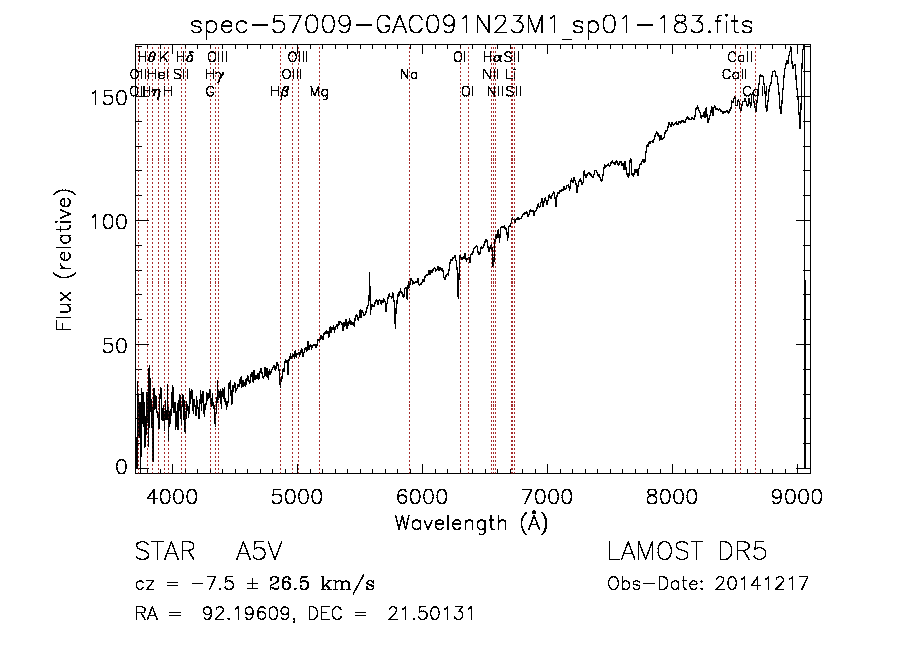 spec-57009-GAC091N23M1_sp01-183.fits
Hθ K Hδ OIII OIII OI Hα SII CaII
OII HeI SII Hγ OIII Na NII Li CaII
OII Hη H G Hβ Mg OI NII SII CaII
150
100
50
0
Flux (relative)
4000 5000 6000 7000 8000 9000
Wavelength (Å)
STAR A5V LAMOST DR5
cz = -7.5 ± 26.5 km/s Obs-Date: 20141217
RA = 92.19609, DEC = 21.50131